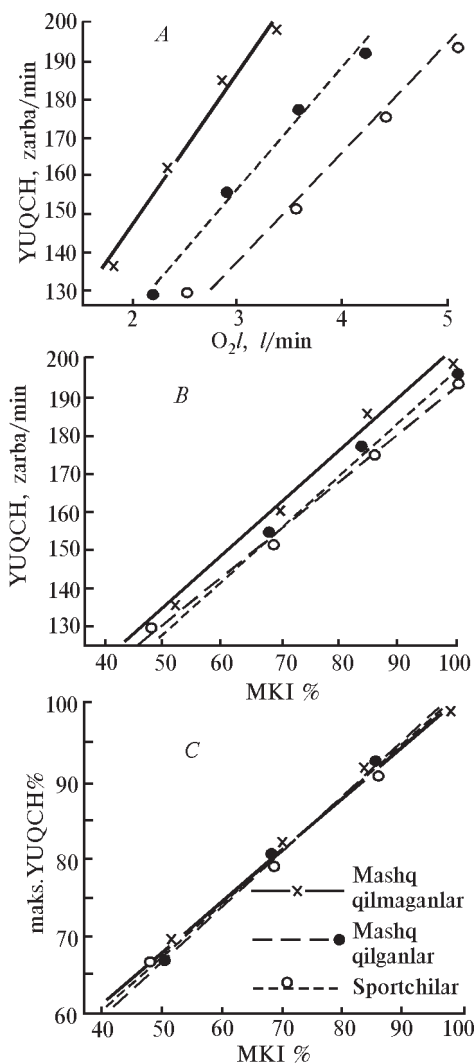 A
YUQCH, zarba/min
200
190
180
170
160
150
140
130
2 3 4 5
O₂l, l/min
B
YUQCH, zarba/min
200
190
180
170
160
150
140
130
40 50 60 70 80 90 100
MKI %
C
maks.YUQCH%
100
90
80
70
60
40 50 60 70 80 90 100
MKI %
Mashq
qilmaganlar
Mashq
qilganlar
Sportchilar